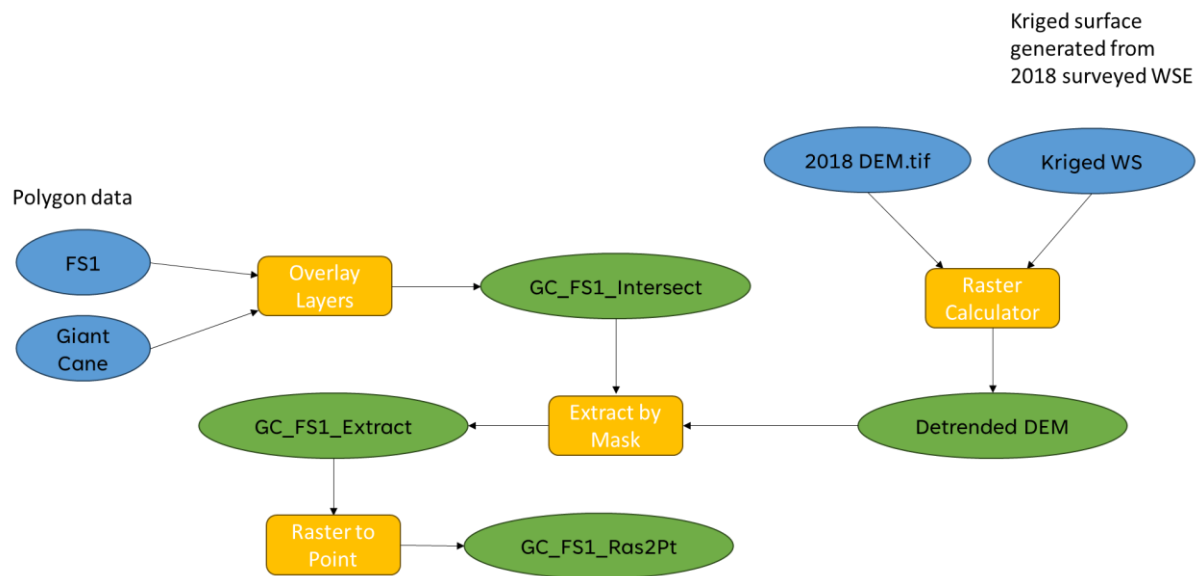 Kriged surface
generated from
2018 surveyed WSE
2018 DEM.tif
Kriged WS
Polygon data
FS1
Overlay
Layers
GC_FS1_Intersect
Raster
Calculator
Giant
Cane
GC_FS1_Extract
Extract by
Mask
Detrended DEM
Raster to
Point
GC_FS1_Ras2Pt